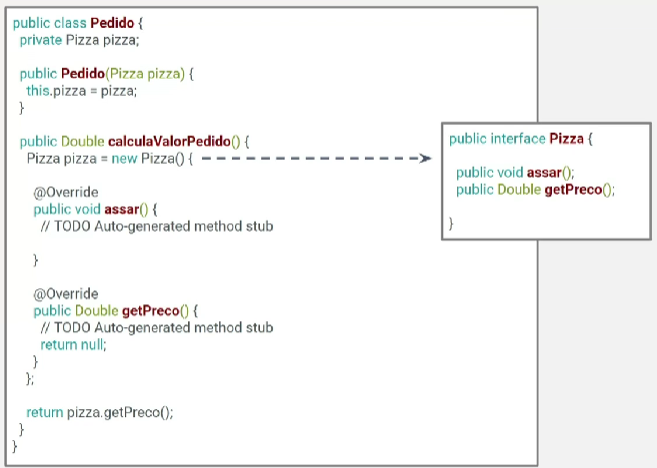 public class Pedido {
private Pizza pizza;
public Pedido(Pizza pizza) {
this.pizza = pizza;
}
public Double calculaValorPedido() {
Pizza pizza = new Pizza() {
@Override
public void assar() {
// TODO Auto-generated method stub
}
@Override
public Double getPreco() {
// TODO Auto-generated method stub
return null;
}
};
return pizza.getPreco();
}
}
public interface Pizza {
public void assar();
public Double getPreco();
}